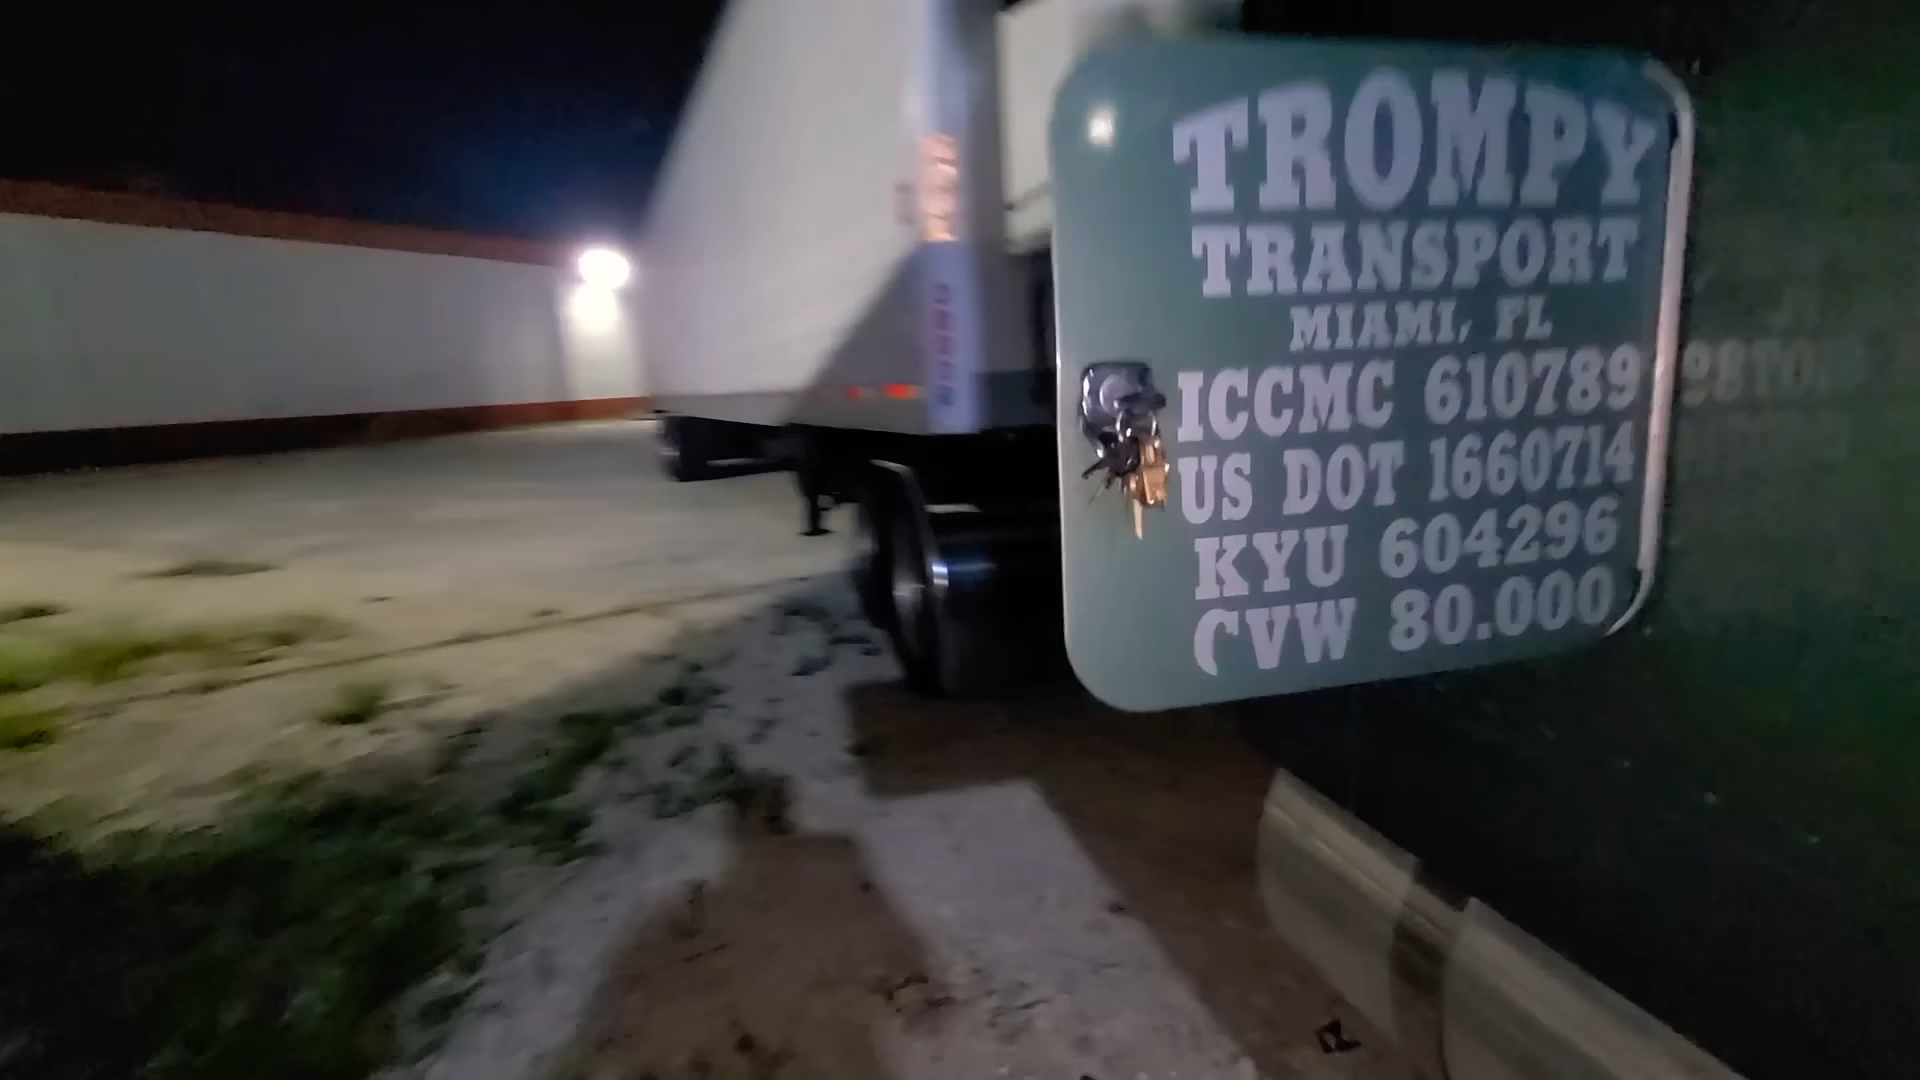 TROMPY
TRANSPORT
MIAMI, FL
ICCMC 610789
US DOT 1660714
KYU 604296
CVW 80.000